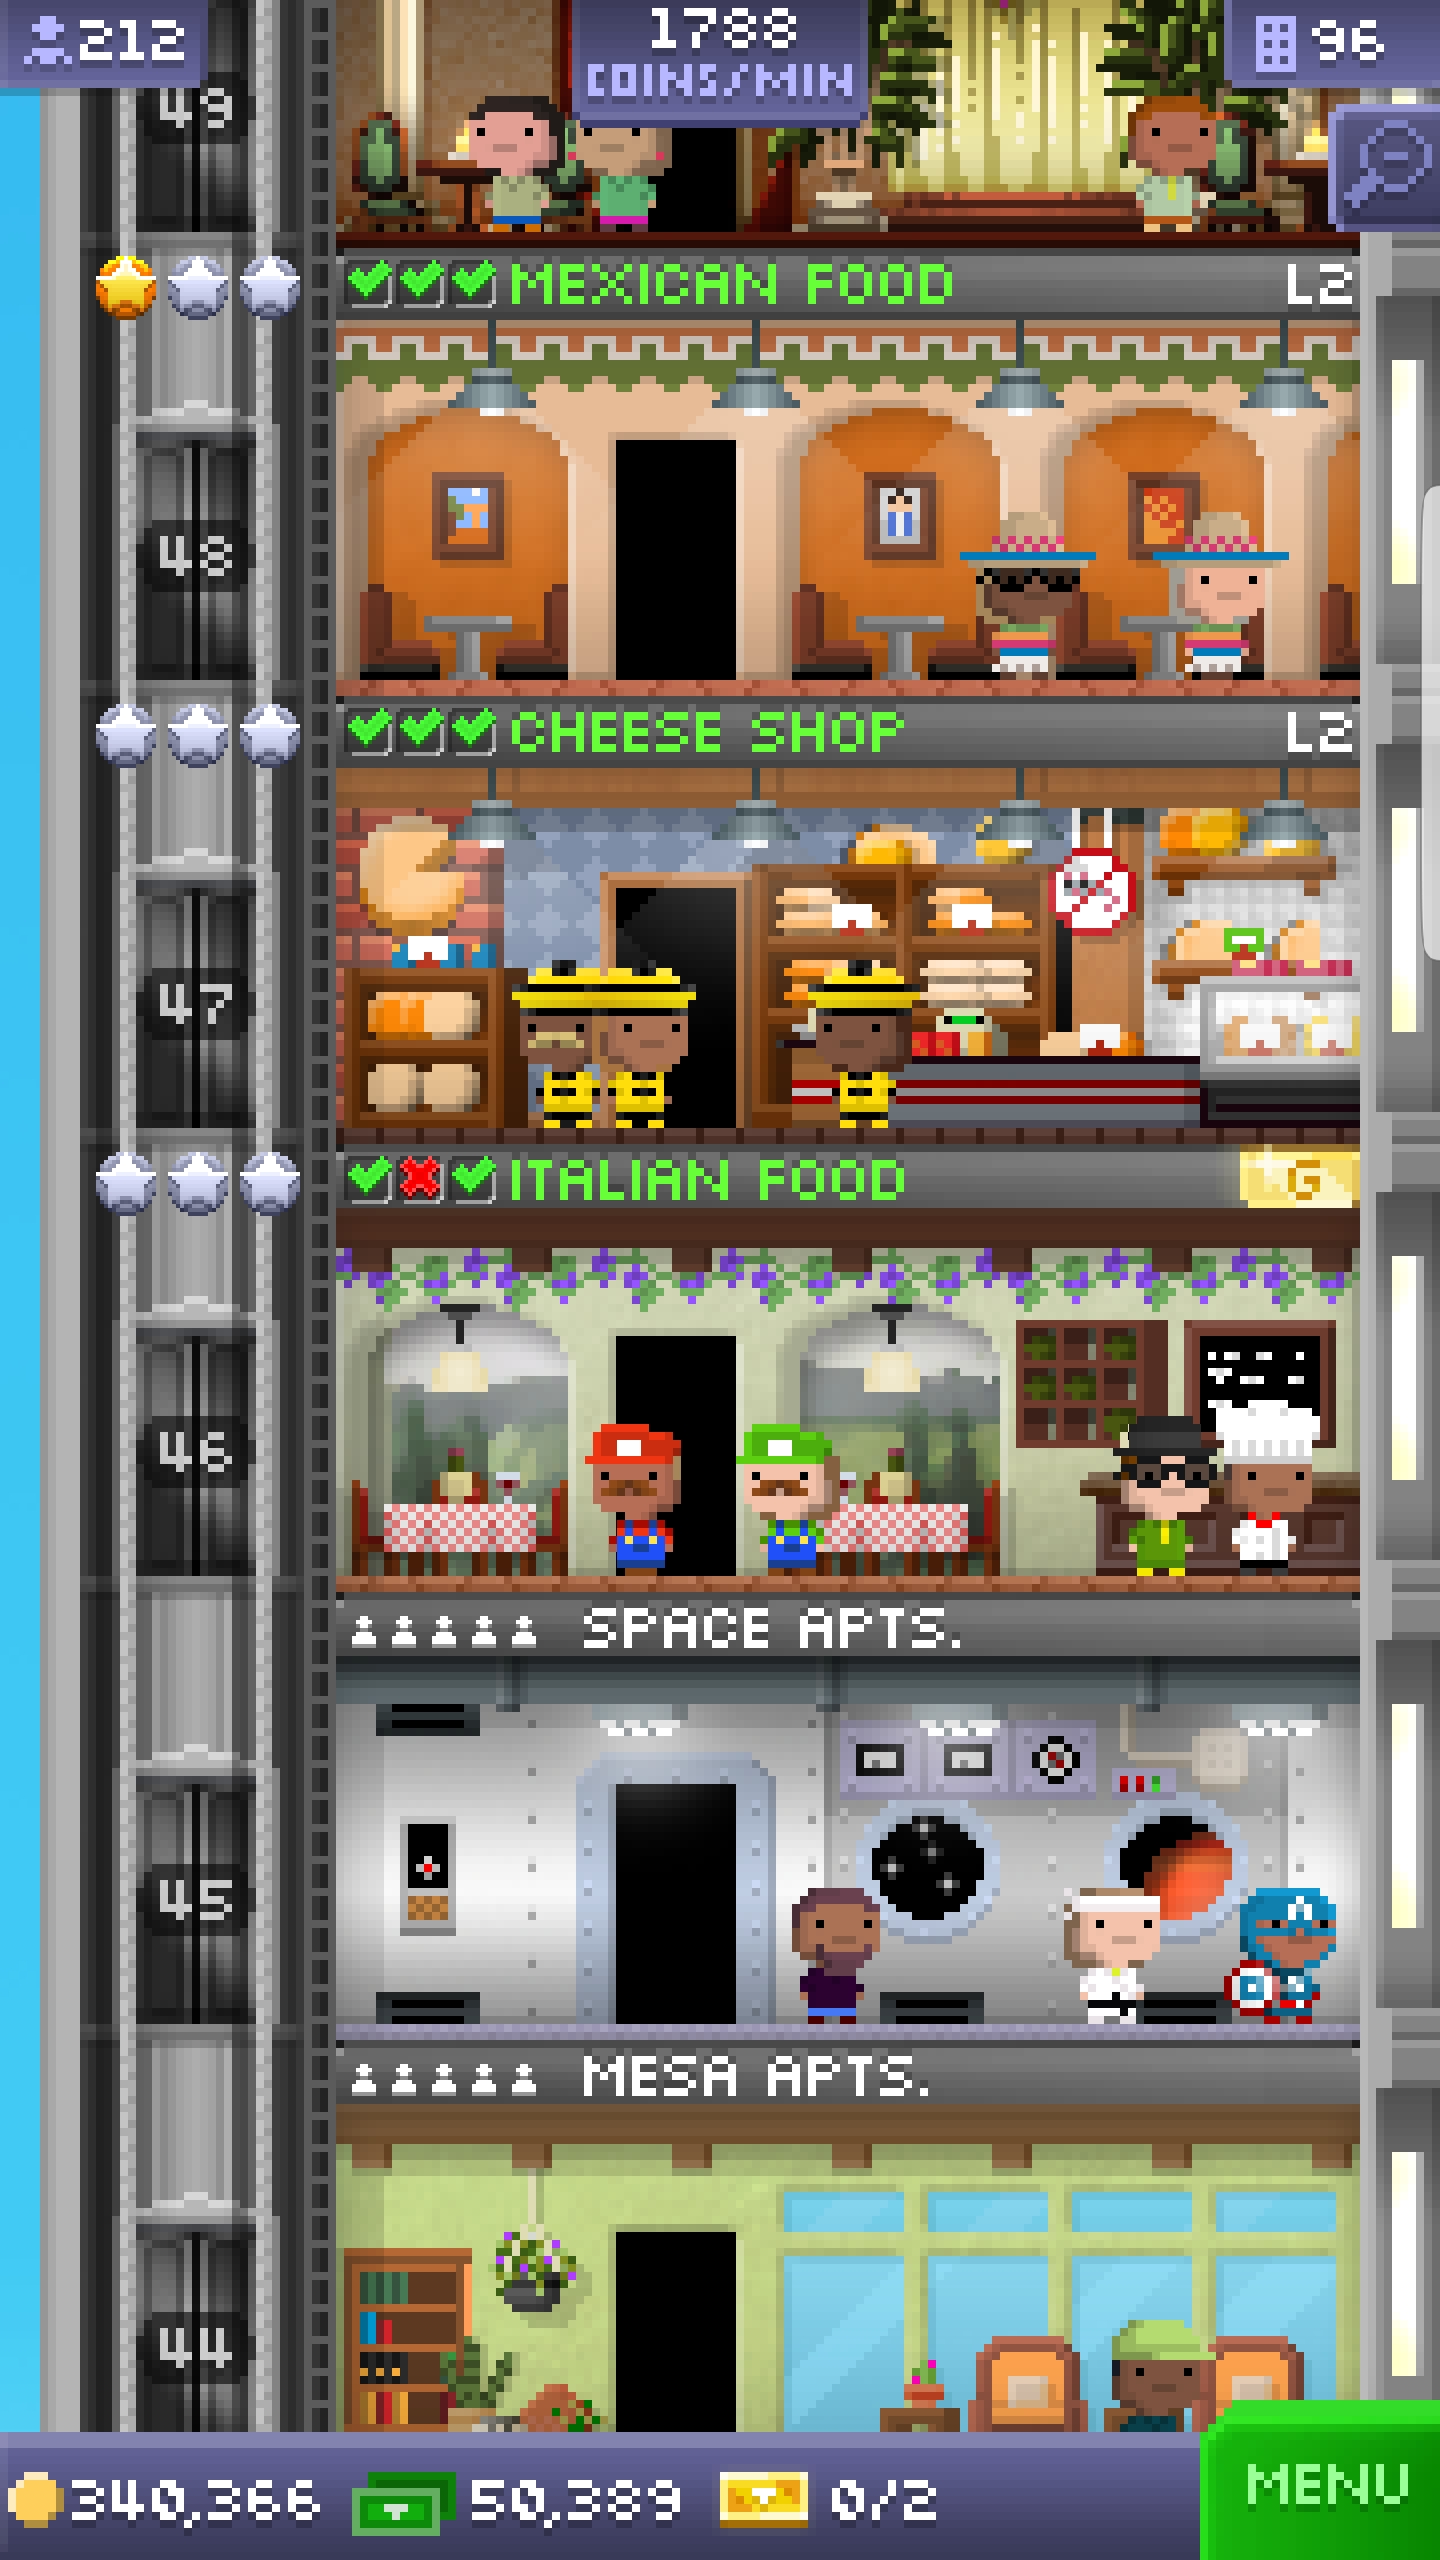 212
1788
COINS/MIN
96
49
MEXICAN FOOD L2
48
CHEESE SHOP L2
47
ITALIAN FOOD G
46
SPACE APTS.
45
MESA APTS.
44
340,366 50,389 0/2 MENU